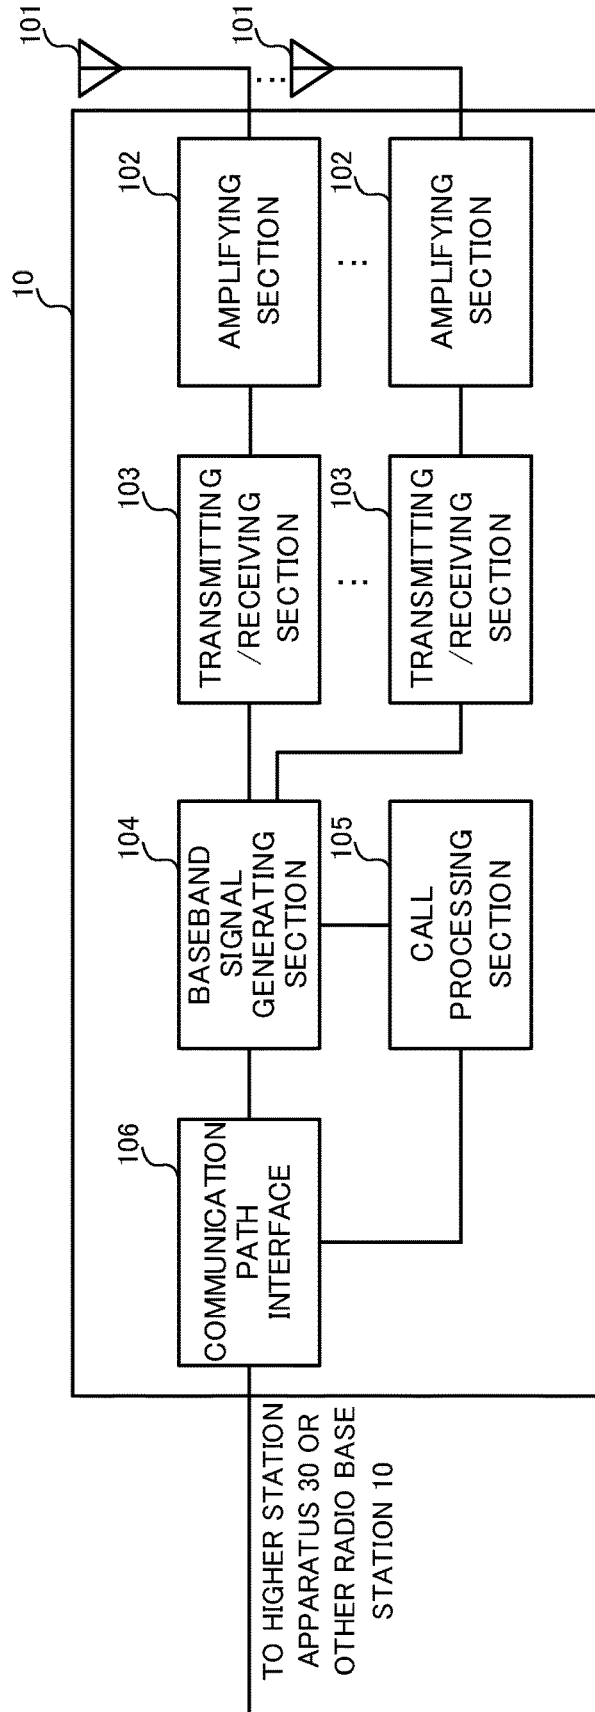 10
101
101
102
AMPLIFYING
SECTION
102
AMPLIFYING
SECTION
103
TRANSMITTING
/RECEIVING
SECTION
103
TRANSMITTING
/RECEIVING
SECTION
104
BASEBAND
SIGNAL
GENERATING
SECTION
105
CALL
PROCESSING
SECTION
106
COMMUNICATION
PATH
INTERFACE
TO HIGHER STATION
APPARATUS 30 OR
OTHER RADIO BASE
STATION 10